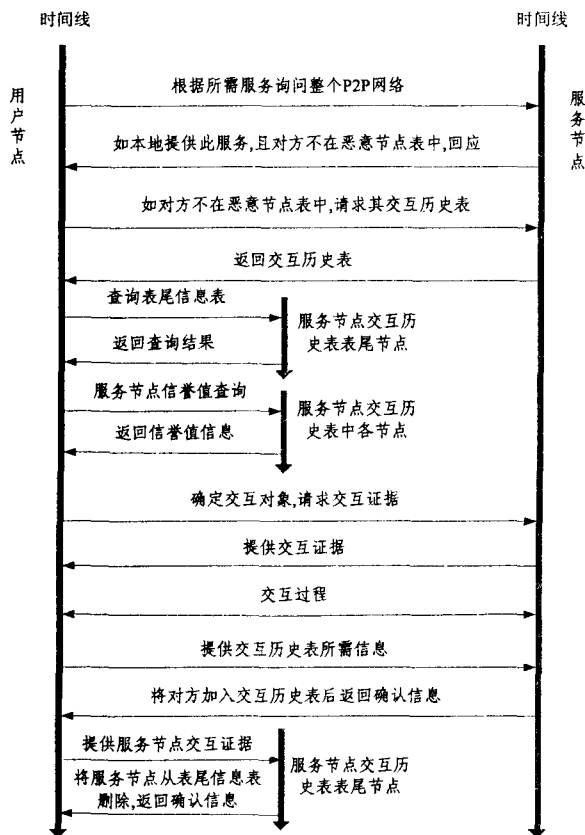 时间线
时间线
用户节点
服务节点
根据所需服务询问整个P2P网络
如本地提供此服务,且对方不在恶意节点表中,回应
如对方不在恶意节点表中,请求其交互历史表
返回交互历史表
查询表尾信息表
返回查询结果
服务节点交互历
史表表尾节点
服务节点信誉值查询
返回信誉值信息
服务节点交互历
史表中各节点
确定交互对象,请求交互证据
提供交互证据
交互过程
提供交互历史表所需信息
将对方加入交互历史表后返回确认信息
提供服务节点交互证据
将服务节点从表尾信息表
删除,返回确认信息
服务节点交互历
史表表尾节点